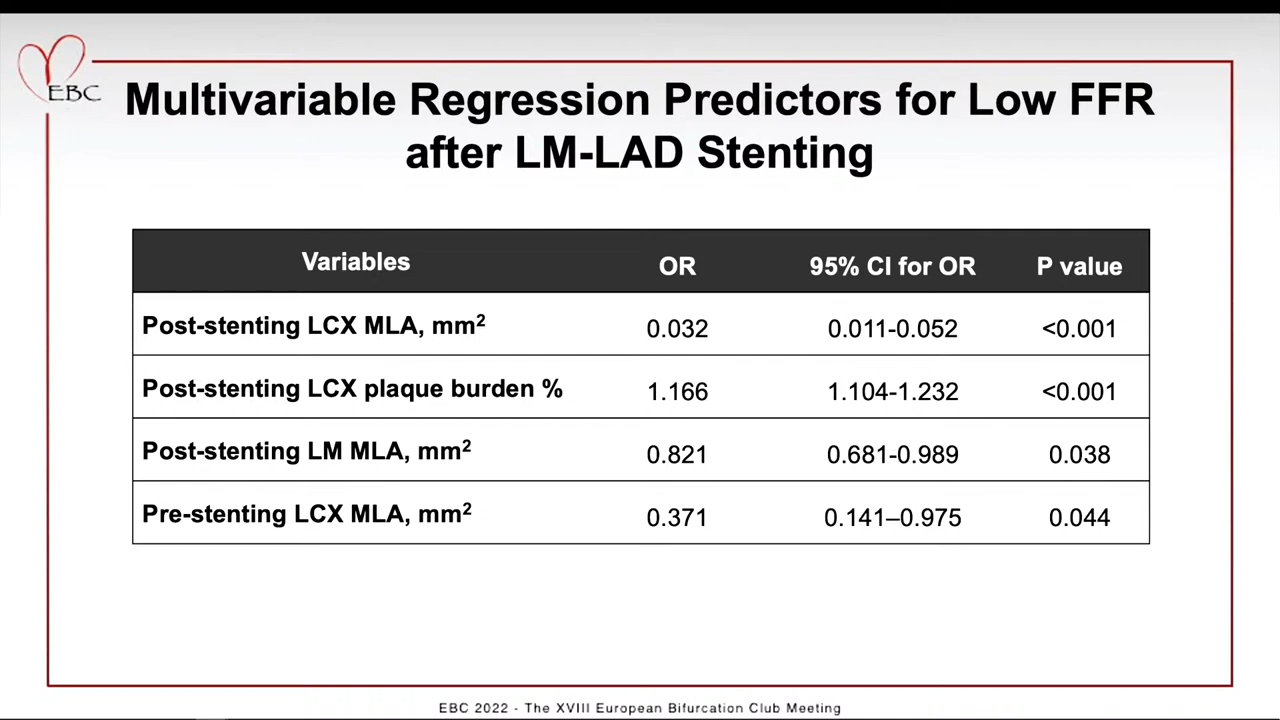 EBC
Multivariable Regression Predictors for Low FFR
after LM-LAD Stenting
Variables OR 95% CI for OR P value
Post-stenting LCX MLA, mm² 0.032 0.011-0.052 <0.001
Post-stenting LCX plaque burden % 1.166 1.104-1.232 <0.001
Post-stenting LM MLA, mm² 0.821 0.681-0.989 0.038
Pre-stenting LCX MLA, mm² 0.371 0.141–0.975 0.044
EBC 2022 - The XVIII European Bifurcation Club Meeting